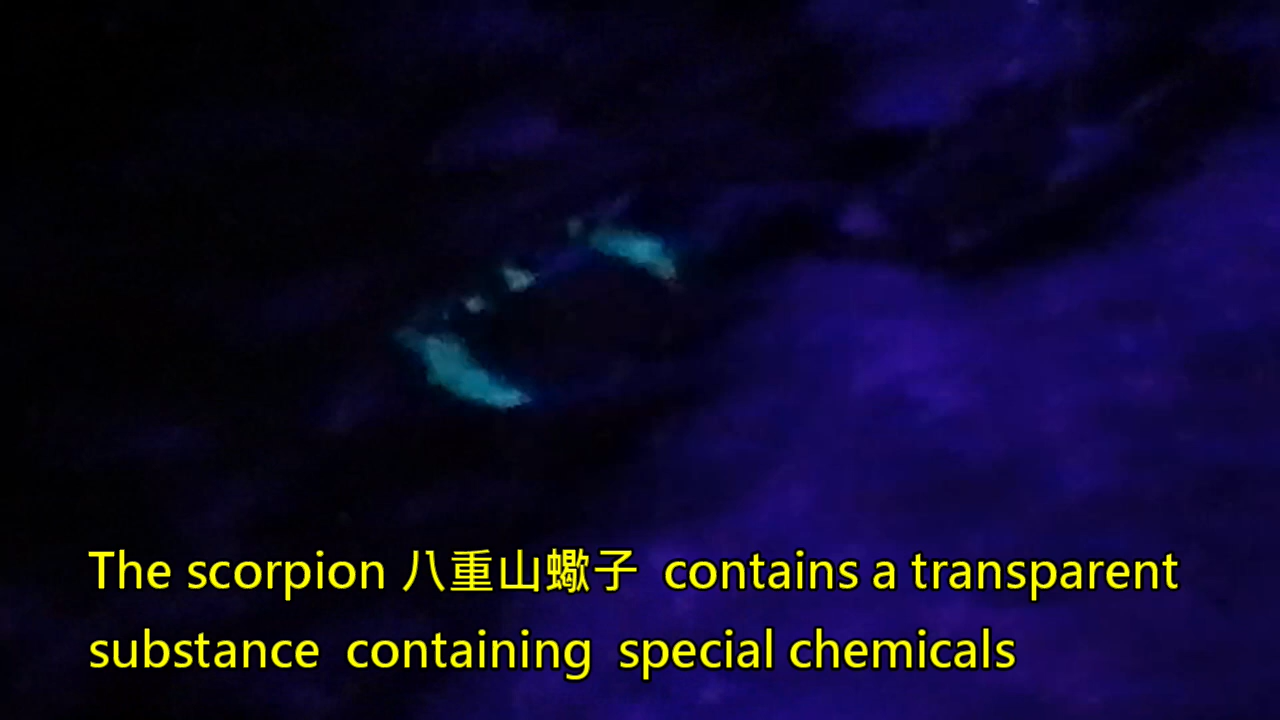 The scorpion 八重山蠍子 contains a transparent
substance containing special chemicals